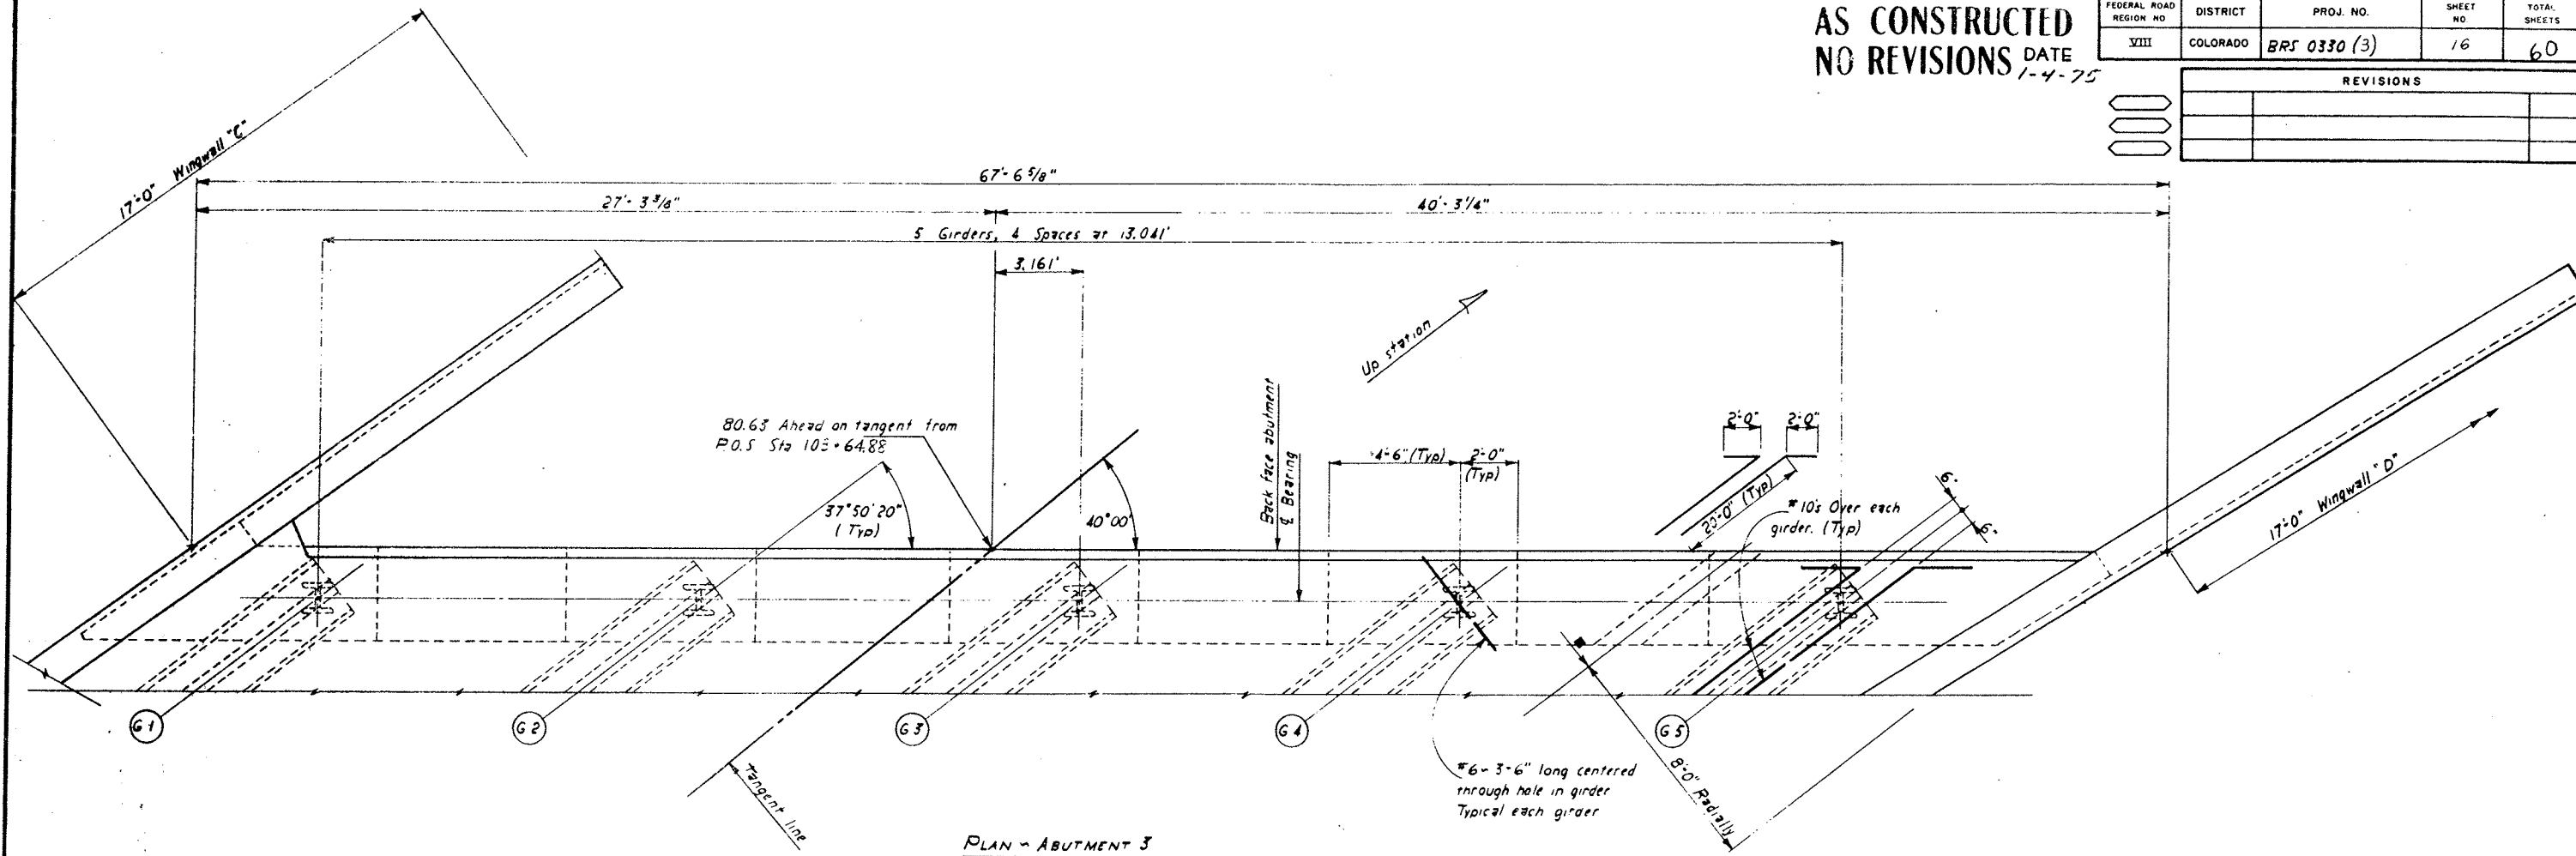 AS CONSTRUCTED
NO REVISIONS DATE
1-4-75
FEDERAL ROAD REGION NO
DISTRICT
PROJ. NO.
SHEET NO.
TOTAL SHEETS
VIII
COLORADO
BRS 0330 (3)
16
60
REVISIONS
17'-0" Wingwall "C"
67'-6 5/8"
27'-3 3/8"
40'-3 1/4"
5 Girders, 4 Spaces at 13.041'
3.161'
Up station
80.63 Ahead on tangent from
P.O.S Sta 103+64.88
37°50'20"
(Typ)
40°00'
Back face abutment
℄ Bearing
4'-6" (Typ)
2'-0"
(Typ)
2'-0"
2'-0"
20'-0" (Typ)
#10's Over each
girder. (Typ)
6"
6"
17'-0" Wingwall "D"
G 1
G 2
G 3
G 4
G 5
Tangent line
#6~3'-6" long centered
through hole in girder
Typical each girder
8'-0" Radially
PLAN ~ ABUTMENT 3